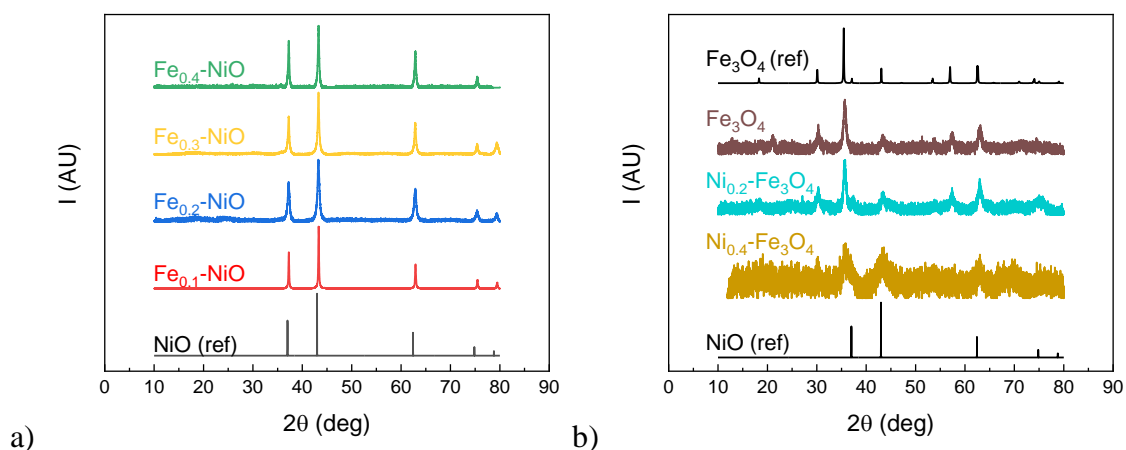 Fe0.4-NiO
Fe0.3-NiO
Fe0.2-NiO
Fe0.1-NiO
NiO (ref)
I (AU)
0 10 20 30 40 50 60 70 80 90
2θ (deg)
a)
Fe3O4 (ref)
Fe3O4
Ni0.2-Fe3O4
Ni0.4-Fe3O4
NiO (ref)
I (AU)
0 10 20 30 40 50 60 70 80 90
2θ (deg)
b)